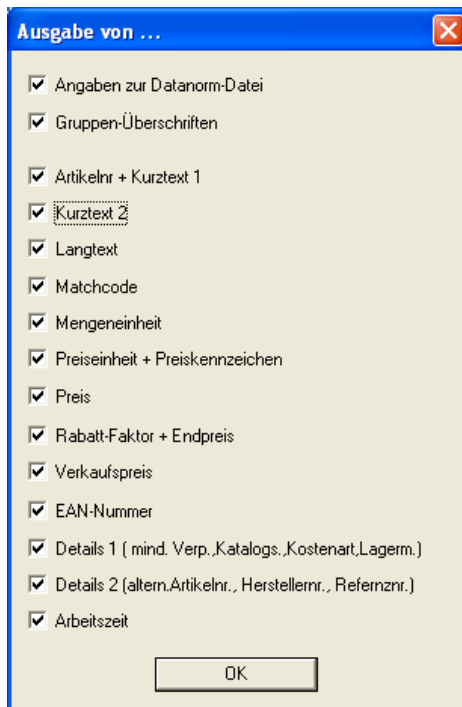 Ausgabe von ...
Angaben zur Datanorm-Datei
Gruppen-Überschriften
Artikelnr + Kurztext 1
Kurztext 2
Langtext
Matchcode
Mengeneinheit
Preiseinheit + Preiskennzeichen
Preis
Rabatt-Faktor + Endpreis
Verkaufspreis
EAN-Nummer
Details 1 ( mind. Verp.,Katalogs.,Kostenart,Lagerm.)
Details 2 (altern.Artikelnr., Herstellernr., Refernznr.)
Arbeitszeit
OK